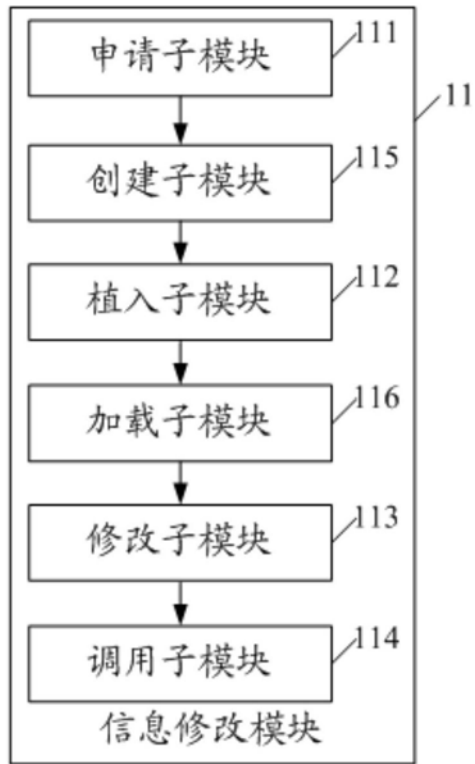 申请子模块
111
11
创建子模块
115
植入子模块
112
加载子模块
116
修改子模块
113
调用子模块
114
信息修改模块